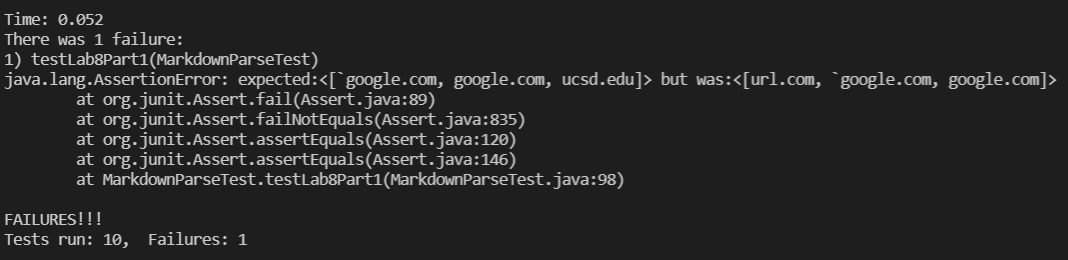 Time: 0.052
There was 1 failure:
1) testLab8Part1(MarkdownParseTest)
java.lang.AssertionError: expected:<[`google.com, google.com, ucsd.edu]> but was:<[url.com, `google.com, google.com]>
        at org.junit.Assert.fail(Assert.java:89)
        at org.junit.Assert.failNotEquals(Assert.java:835)
        at org.junit.Assert.assertEquals(Assert.java:120)
        at org.junit.Assert.assertEquals(Assert.java:146)
        at MarkdownParseTest.testLab8Part1(MarkdownParseTest.java:98)
FAILURES!!!
Tests run: 10,  Failures: 1